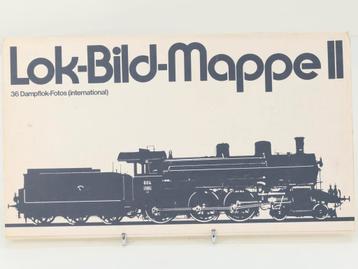 Lok-Bild-Mappe II
36 Dampflok-Fotos (international)